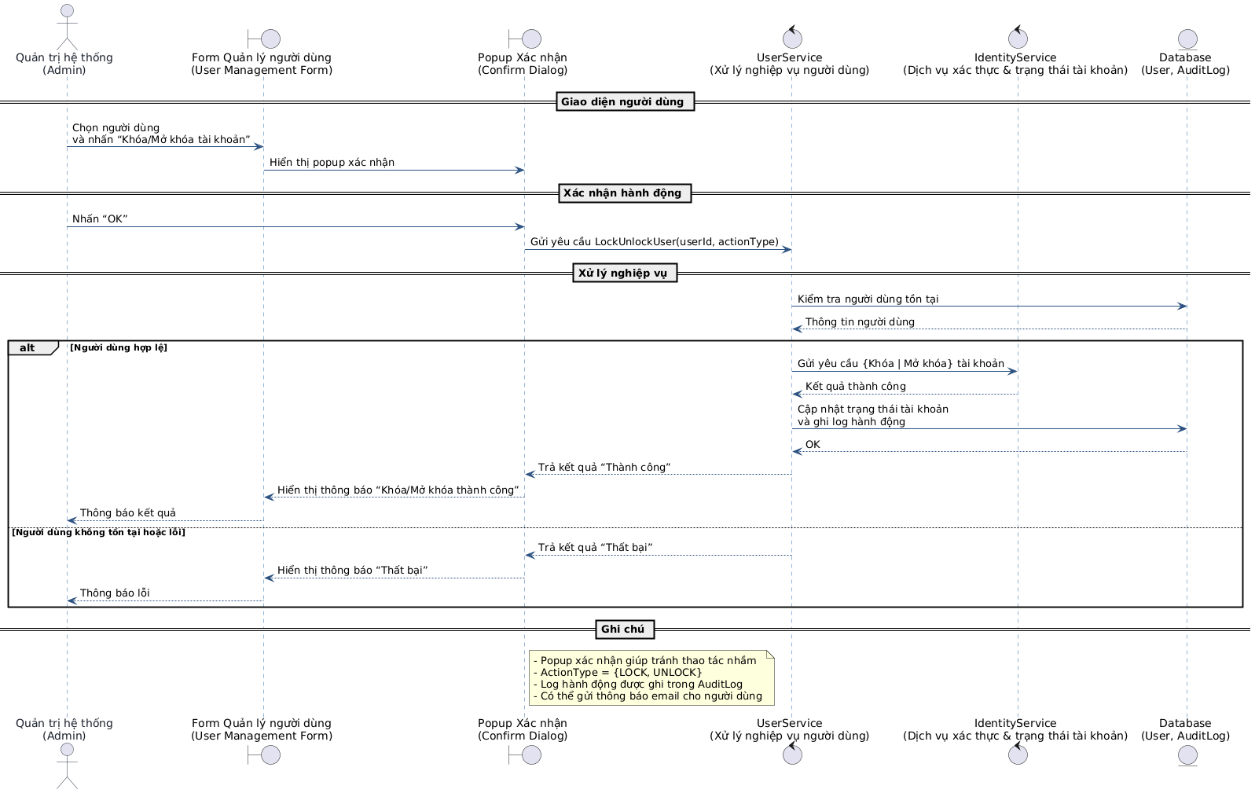 Quản trị hệ thống
(Admin)
Form Quản lý người dùng
(User Management Form)
Popup Xác nhận
(Confirm Dialog)
UserService
(Xử lý nghiệp vụ người dùng)
IdentityService
(Dịch vụ xác thực & trạng thái tài khoản)
Database
(User, AuditLog)
Giao diện người dùng
Chọn người dùng
và nhấn “Khóa/Mở khóa tài khoản”
Hiển thị popup xác nhận
Xác nhận hành động
Nhấn “OK”
Gửi yêu cầu LockUnlockUser(userId, actionType)
Xử lý nghiệp vụ
Kiểm tra người dùng tồn tại
Thông tin người dùng
alt [Người dùng hợp lệ]
Gửi yêu cầu {Khóa | Mở khóa} tài khoản
Kết quả thành công
Cập nhật trạng thái tài khoản
và ghi log hành động
OK
Trả kết quả “Thành công”
Hiển thị thông báo “Khóa/Mở khóa thành công”
Thông báo kết quả
[Người dùng không tồn tại hoặc lỗi]
Trả kết quả “Thất bại”
Hiển thị thông báo “Thất bại”
Thông báo lỗi
Ghi chú
- Popup xác nhận giúp tránh thao tác nhầm
- ActionType = {LOCK, UNLOCK}
- Log hành động được ghi trong AuditLog
- Có thể gửi thông báo email cho người dùng
Quản trị hệ thống
(Admin)
Form Quản lý người dùng
(User Management Form)
Popup Xác nhận
(Confirm Dialog)
UserService
(Xử lý nghiệp vụ người dùng)
IdentityService
(Dịch vụ xác thực & trạng thái tài khoản)
Database
(User, AuditLog)